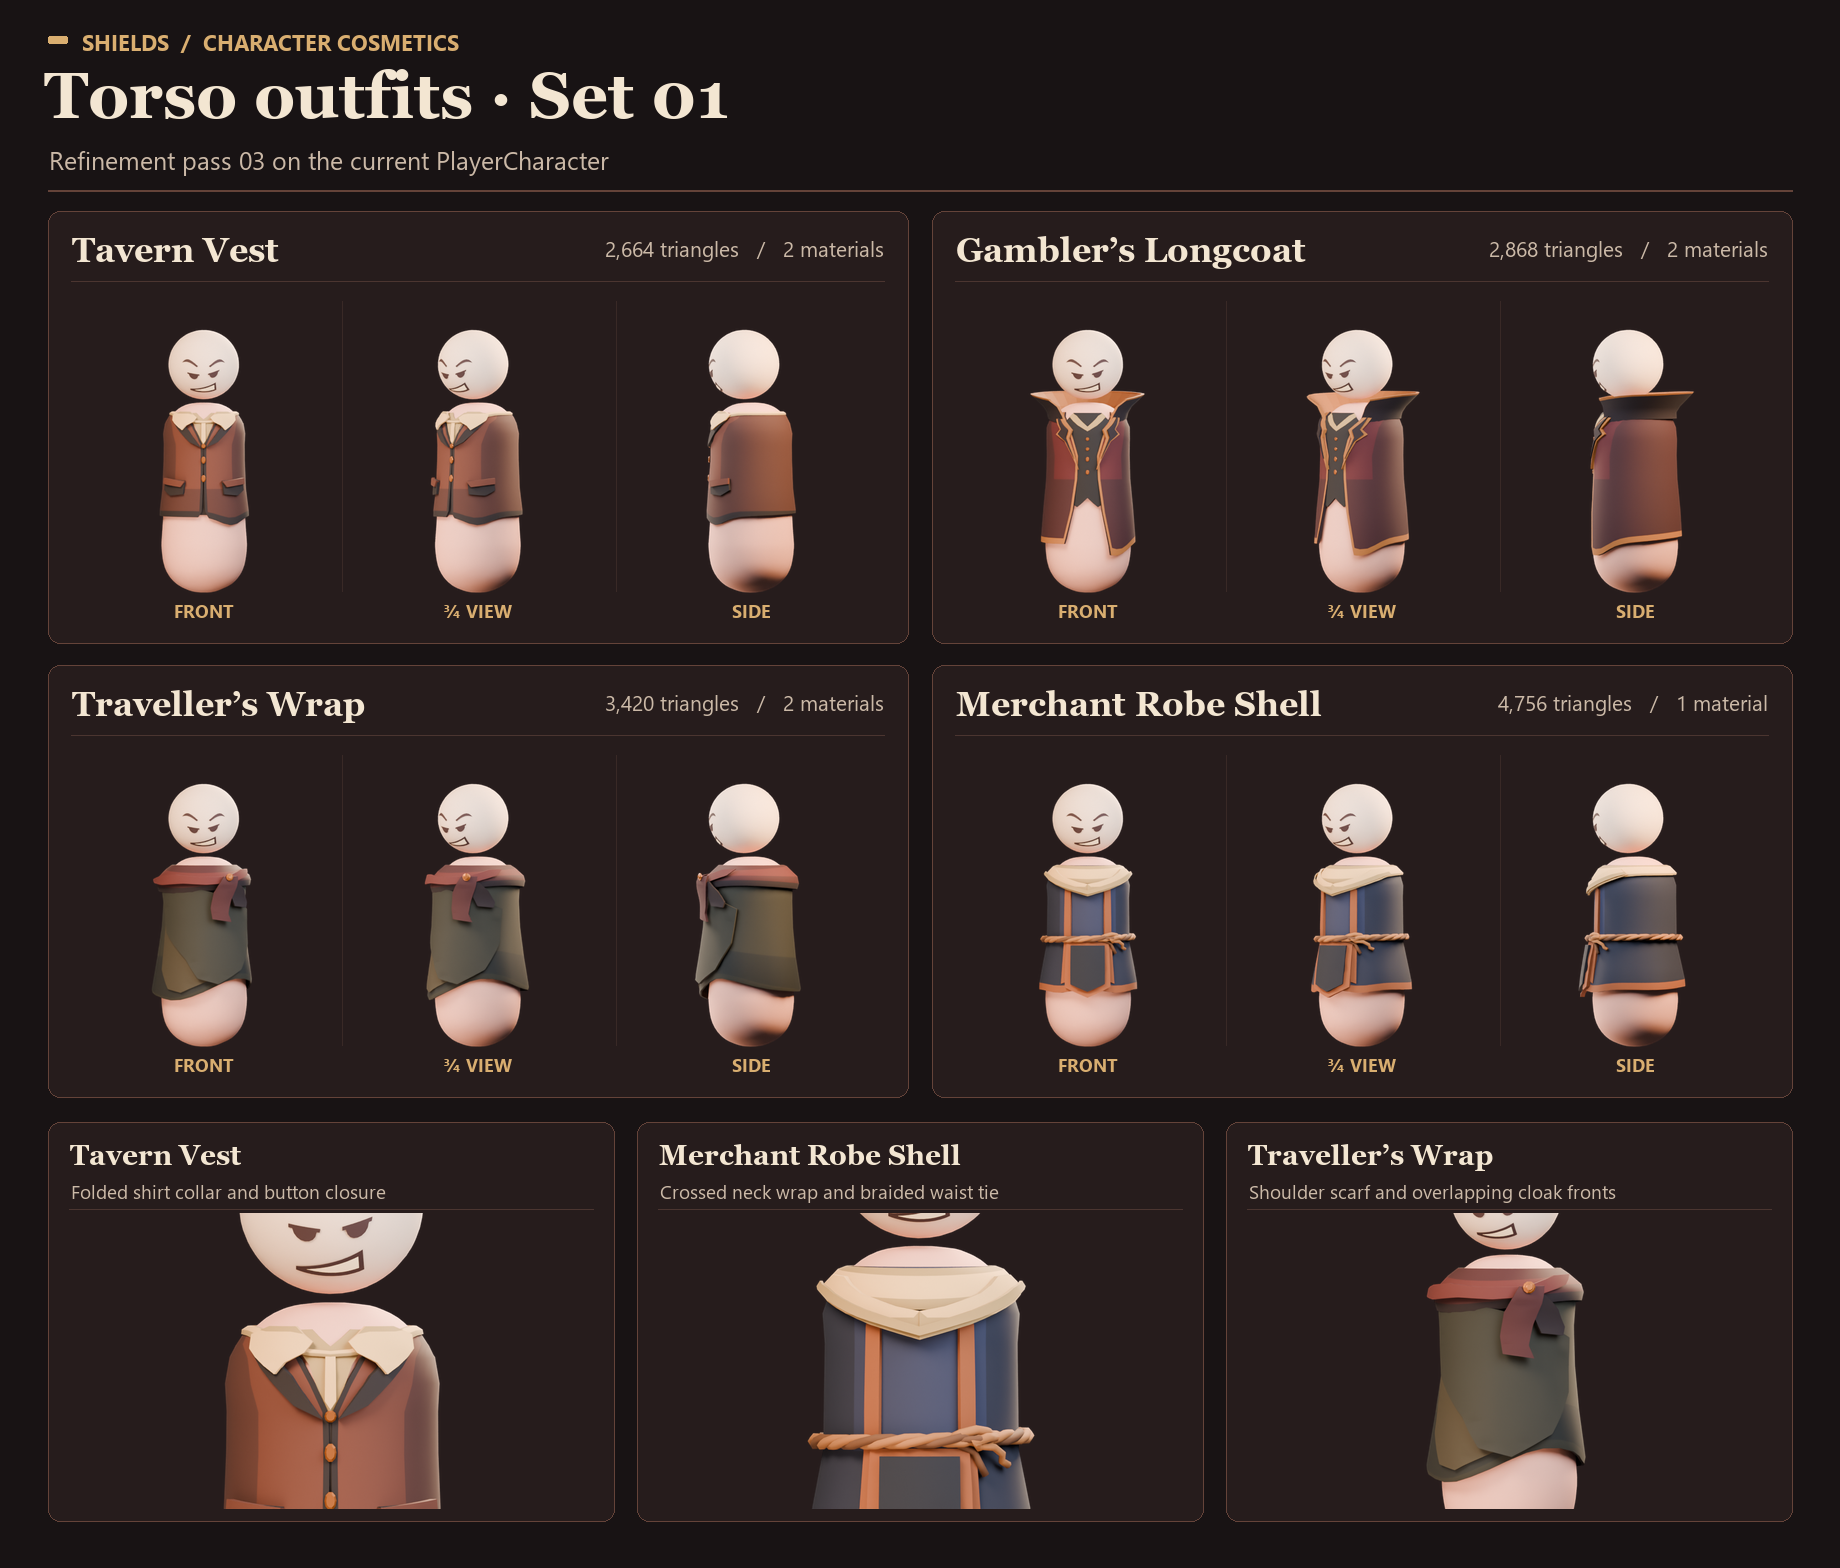 SHIELDS / CHARACTER COSMETICS
Torso outfits · Set 01
Refinement pass 03 on the current PlayerCharacter
Tavern Vest
2,664 triangles / 2 materials
FRONT
¾ VIEW
SIDE
Gambler’s Longcoat
2,868 triangles / 2 materials
FRONT
¾ VIEW
SIDE
Traveller’s Wrap
3,420 triangles / 2 materials
FRONT
¾ VIEW
SIDE
Merchant Robe Shell
4,756 triangles / 1 material
FRONT
¾ VIEW
SIDE
Tavern Vest
Folded shirt collar and button closure
Merchant Robe Shell
Crossed neck wrap and braided waist tie
Traveller’s Wrap
Shoulder scarf and overlapping cloak fronts